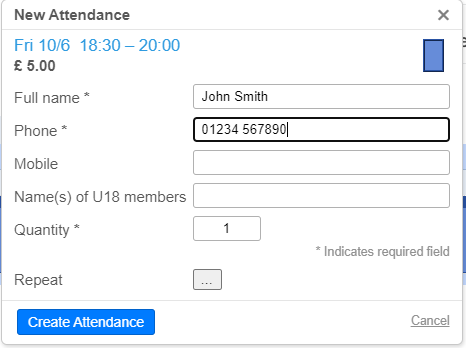 New Attendance ×
Fri 10/6 18:30 – 20:00
£ 5.00
Full name * John Smith
Phone * 01234 567890
Mobile
Name(s) of U18 members
Quantity * 1
* Indicates required field
Repeat ...
Create Attendance Cancel